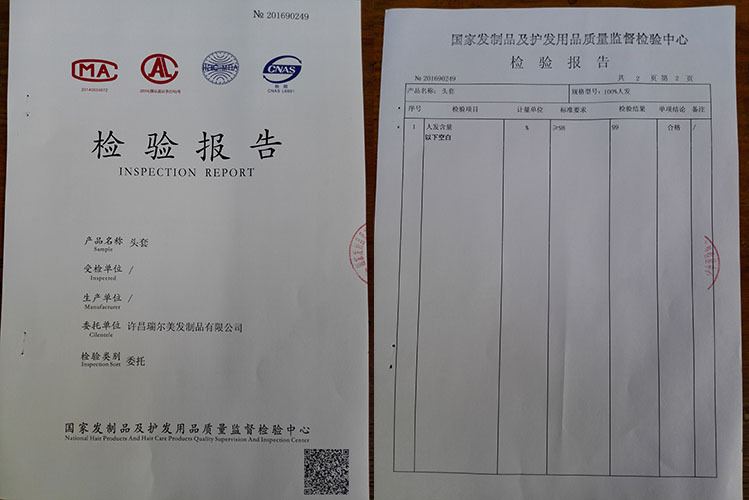 № 201690249
MA
AL
ILAC-MRA
CNAS
检测
CNAS L4801
检验报告
INSPECTION REPORT
产品名称 头套
Sample
受检单位 /
Inspected
生产单位 /
Manufacturer
委托单位 许昌瑞尔美发制品有限公司
Clientele
检验类别 委托
Inspection Sort
国家发制品及护发用品质量监督检验中心
National Hair Products And Hair Care Products Quality Supervision And Inspection Center
国家发制品及护发用品质量监督检验中心
检验报告
№ 201690249 共 2 页第 2 页
产品名称: 头套 规格型号: 100%人发
序号 检验项目 计量单位 标准要求 检验结果 单项结论 备注
1 人发含量 % ≥98 99 合格 /
以下空白